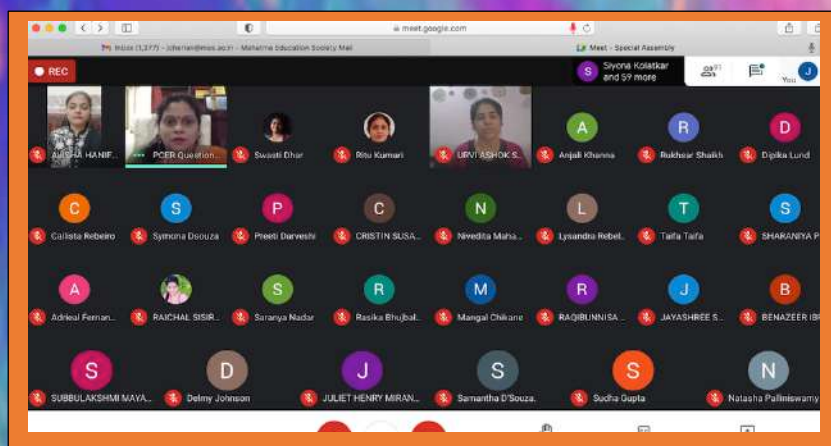 meet.google.com
Inbox (1,277) - jcherian@mes.ac.in - Mahatma Education Society Mail
Meet - Special Assembly
REC
S
Siyona Kolatkar
and 59 more
91
You
J
AVISHA HANIF...
PCER Question...
Swasti Dhar
Ritu Kumari
URVI ASHOK S...
A
Anjali Khanna
R
Rukhsar Shaikh
D
Dipika Lund
C
Callista Rebeiro
S
Symona Dsouza
P
Preeti Darveshi
C
CRISTIN SUSA...
N
Nivedita Maha...
L
Lysandra Rebel...
T
Taifa Taifa
S
SHARANIYA P
A
Adrieal Fernan...
RAICHAL SISIR...
S
Saranya Nadar
R
Rasika Bhujbal...
M
Mangal Chikane
R
RAQIBUNNISA ...
J
JAYASHREE S...
B
BENAZEER IBR
S
SUBBULAKSHMI MAYA...
D
Delmy Johnson
J
JULIET HENRY MIRAN...
S
Samantha D'Souza.
S
Sudha Gupta
N
Natasha Palliniswamy